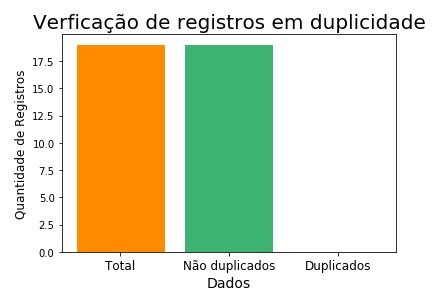 Verficação de registros em duplicidade
17.5
15.0
12.5
10.0
7.5
5.0
2.5
0.0
Quantidade de Registros
Total
Não duplicados
Duplicados
Dados